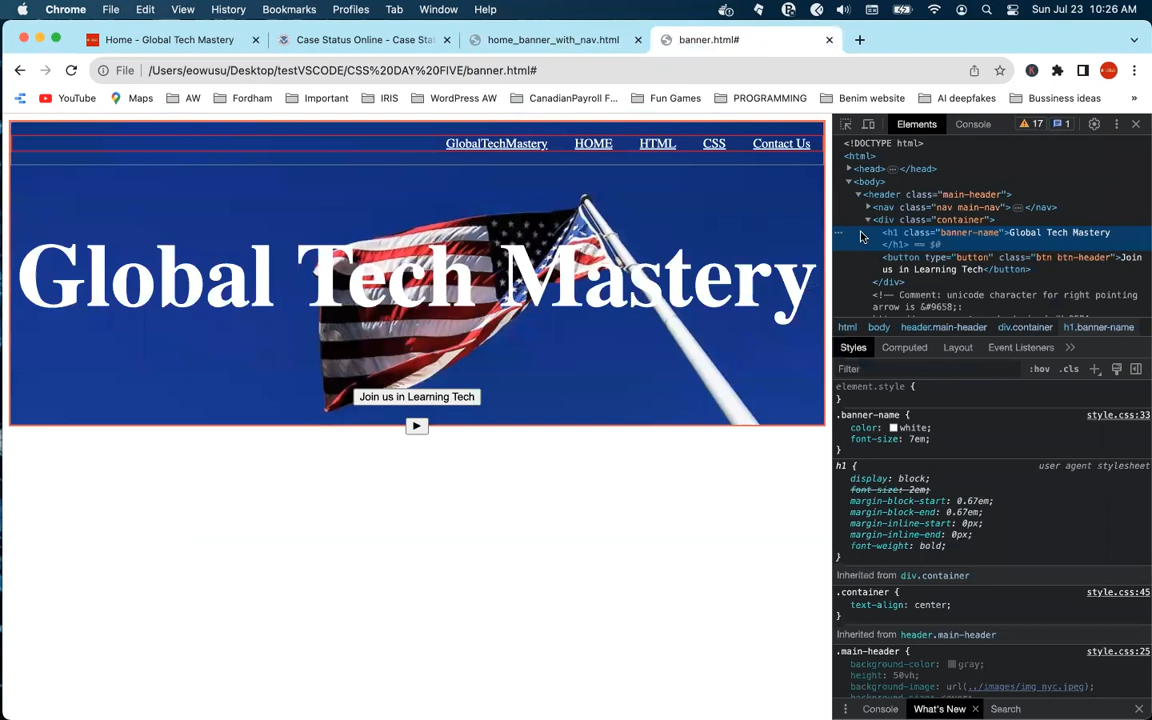 Chrome File Edit View History Bookmarks Profiles Tab Window Help Sun Jul 23 10:26 AM
Home - Global Tech Mastery Case Status Online - Case Sta home_banner_with_nav.html banner.html#
File /Users/eowusu/Desktop/testVSCODE/CSS%20DAY%20FIVE/banner.html#
YouTube Maps AW Fordham Important IRIS WordPress AW CanadianPayroll F... Fun Games PROGRAMMING Benim website AI deepfakes Bussiness ideas »
GlobalTechMastery HOME HTML CSS Contact Us
Global Tech Mastery
Join us in Learning Tech
Elements Console 17 1
<!DOCTYPE html>
<html>
<head> … </head>
<body>
<header class="main-header">
<nav class="nav main-nav"> … </nav>
<div class="container">
<h1 class="banner-name">Global Tech Mastery
</h1> == $0
<button type="button" class="btn btn-header">Join
us in Learning Tech</button>
</div>
<!-- Comment: unicode character for right pointing
arrow is &#9658;:
html body header.main-header div.container h1.banner-name
Styles Computed Layout Event Listeners »
Filter :hov .cls
element.style {
}
.banner-name { style.css:33
color: white;
font-size: 7em;
}
h1 { user agent stylesheet
display: block;
font-size: 2em;
margin-block-start: 0.67em;
margin-block-end: 0.67em;
margin-inline-start: 0px;
margin-inline-end: 0px;
font-weight: bold;
}
Inherited from div.container
.container { style.css:45
text-align: center;
}
Inherited from header.main-header
.main-header { style.css:25
background-color: gray;
height: 50vh;
background-image: url(../images/img_nyc.jpeg);
Console What's New Search